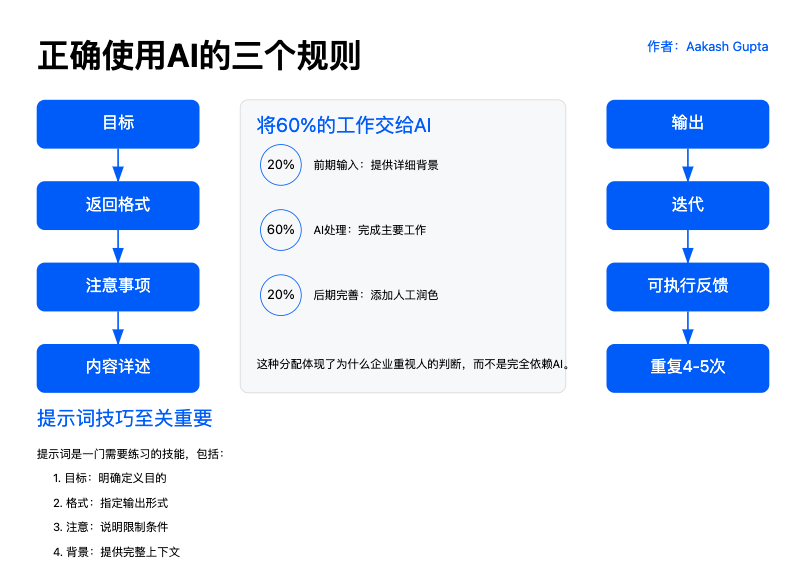 正确使用AI的三个规则
作者：Aakash Gupta
目标
返回格式
注意事项
内容详述
提示词技巧至关重要
提示词是一门需要练习的技能，包括：
1. 目标：明确定义目的
2. 格式：指定输出形式
3. 注意：说明限制条件
4. 背景：提供完整上下文
将60%的工作交给AI
20% 前期输入：提供详细背景
60% AI处理：完成主要工作
20% 后期完善：添加人工润色
这种分配体现了为什么企业重视人的判断，而不是完全依赖AI。
输出
迭代
可执行反馈
重复4-5次